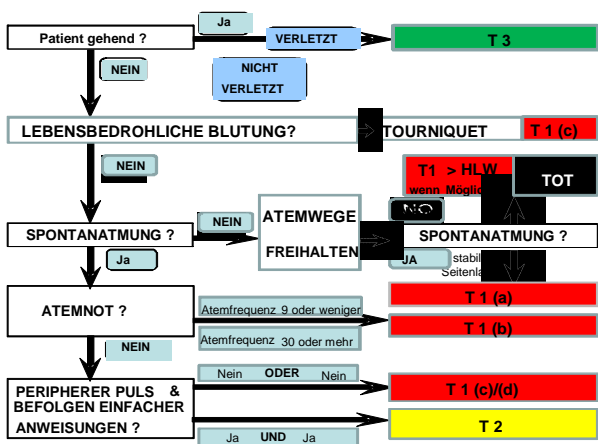 Patient gehend ?
Ja
VERLETZT
T 3
NEIN
NICHT
VERLETZT
LEBENSBEDROHLICHE BLUTUNG?
TOURNIQUET
T 1 (c)
NEIN
T1 > HLW
wenn
TOT
SPONTANATMUNG ?
NEIN
ATEMWEGE
FREIHALTEN
NO
SPONTANATMUNG ?
Ja
JA
T 1 (a)
ATEMNOT ?
Atemfrequenz 9 oder weniger
T 1 (b)
NEIN
Atemfrequenz 30 oder mehr
PERIPHERER PULS &
BEFOLGEN EINFACHER
ANWEISUNGEN ?
Nein ODER Nein
T 1 (c)/(d)
T 2
Ja UND Ja